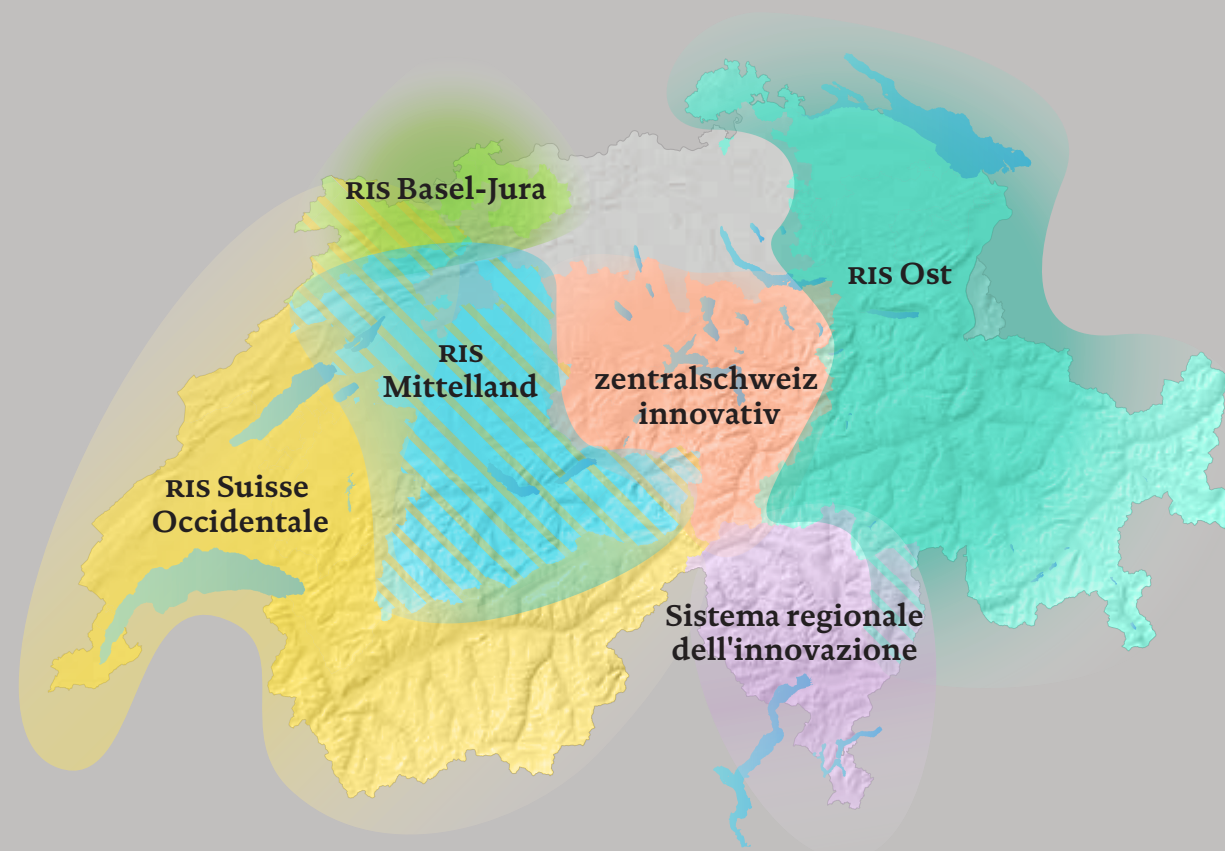 RIS Basel-Jura
RIS Ost
RIS
Mittelland
zentralschweiz
innovativ
RIS Suisse
Occidentale
Sistema regionale
dell'innovazione